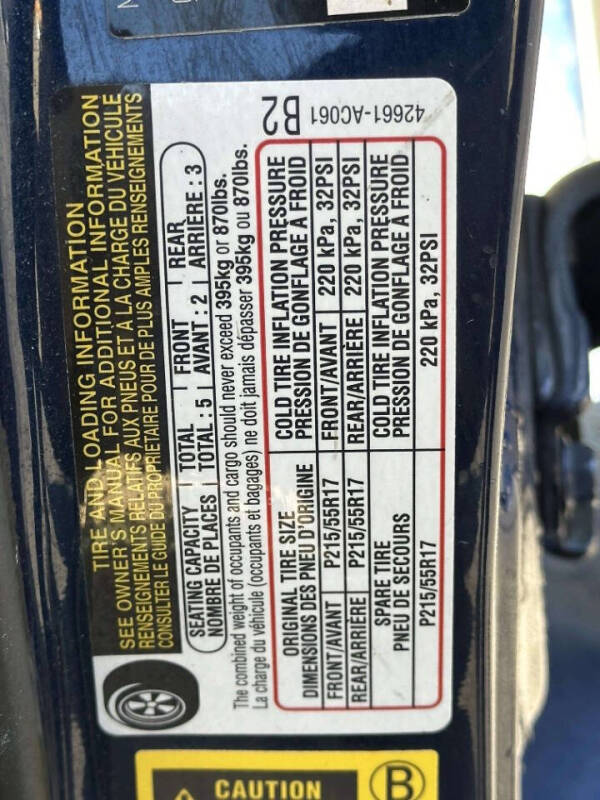 TIRE AND LOADING INFORMATION
SEE OWNER'S MANUAL FOR ADDITIONAL INFORMATION
RENSEIGNEMENTS RELATIFS AUX PNEUS ET A LA CHARGE DU VEHICULE
CONSULTER LE GUIDE DU PROPRIETAIRE POUR DE PLUS AMPLES RENSEIGNEMENTS
SEATING CAPACITY TOTAL FRONT REAR
NOMBRE DE PLACES TOTAL : 5 AVANT : 2 ARRIÈRE : 3
The combined weight of occupants and cargo should never exceed 395kg or 870lbs.
La charge du véhicule (occupants et bagages) ne doit jamais dépasser 395kg ou 870lbs.
ORIGINAL TIRE SIZE COLD TIRE INFLATION PRESSURE
DIMENSIONS DES PNEU D'ORIGINE PRESSION DE GONFLAGE À FROID
FRONT/AVANT P215/55R17 FRONT/AVANT 220 kPa, 32PSI
REAR/ARRIÈRE P215/55R17 REAR/ARRIÈRE 220 kPa, 32PSI
SPARE TIRE COLD TIRE INFLATION PRESSURE
PNEU DE SECOURS PRESSION DE GONFLAGE À FROID
P215/55R17 220 kPa, 32PSI
B2
42661-AC061
CAUTION
B